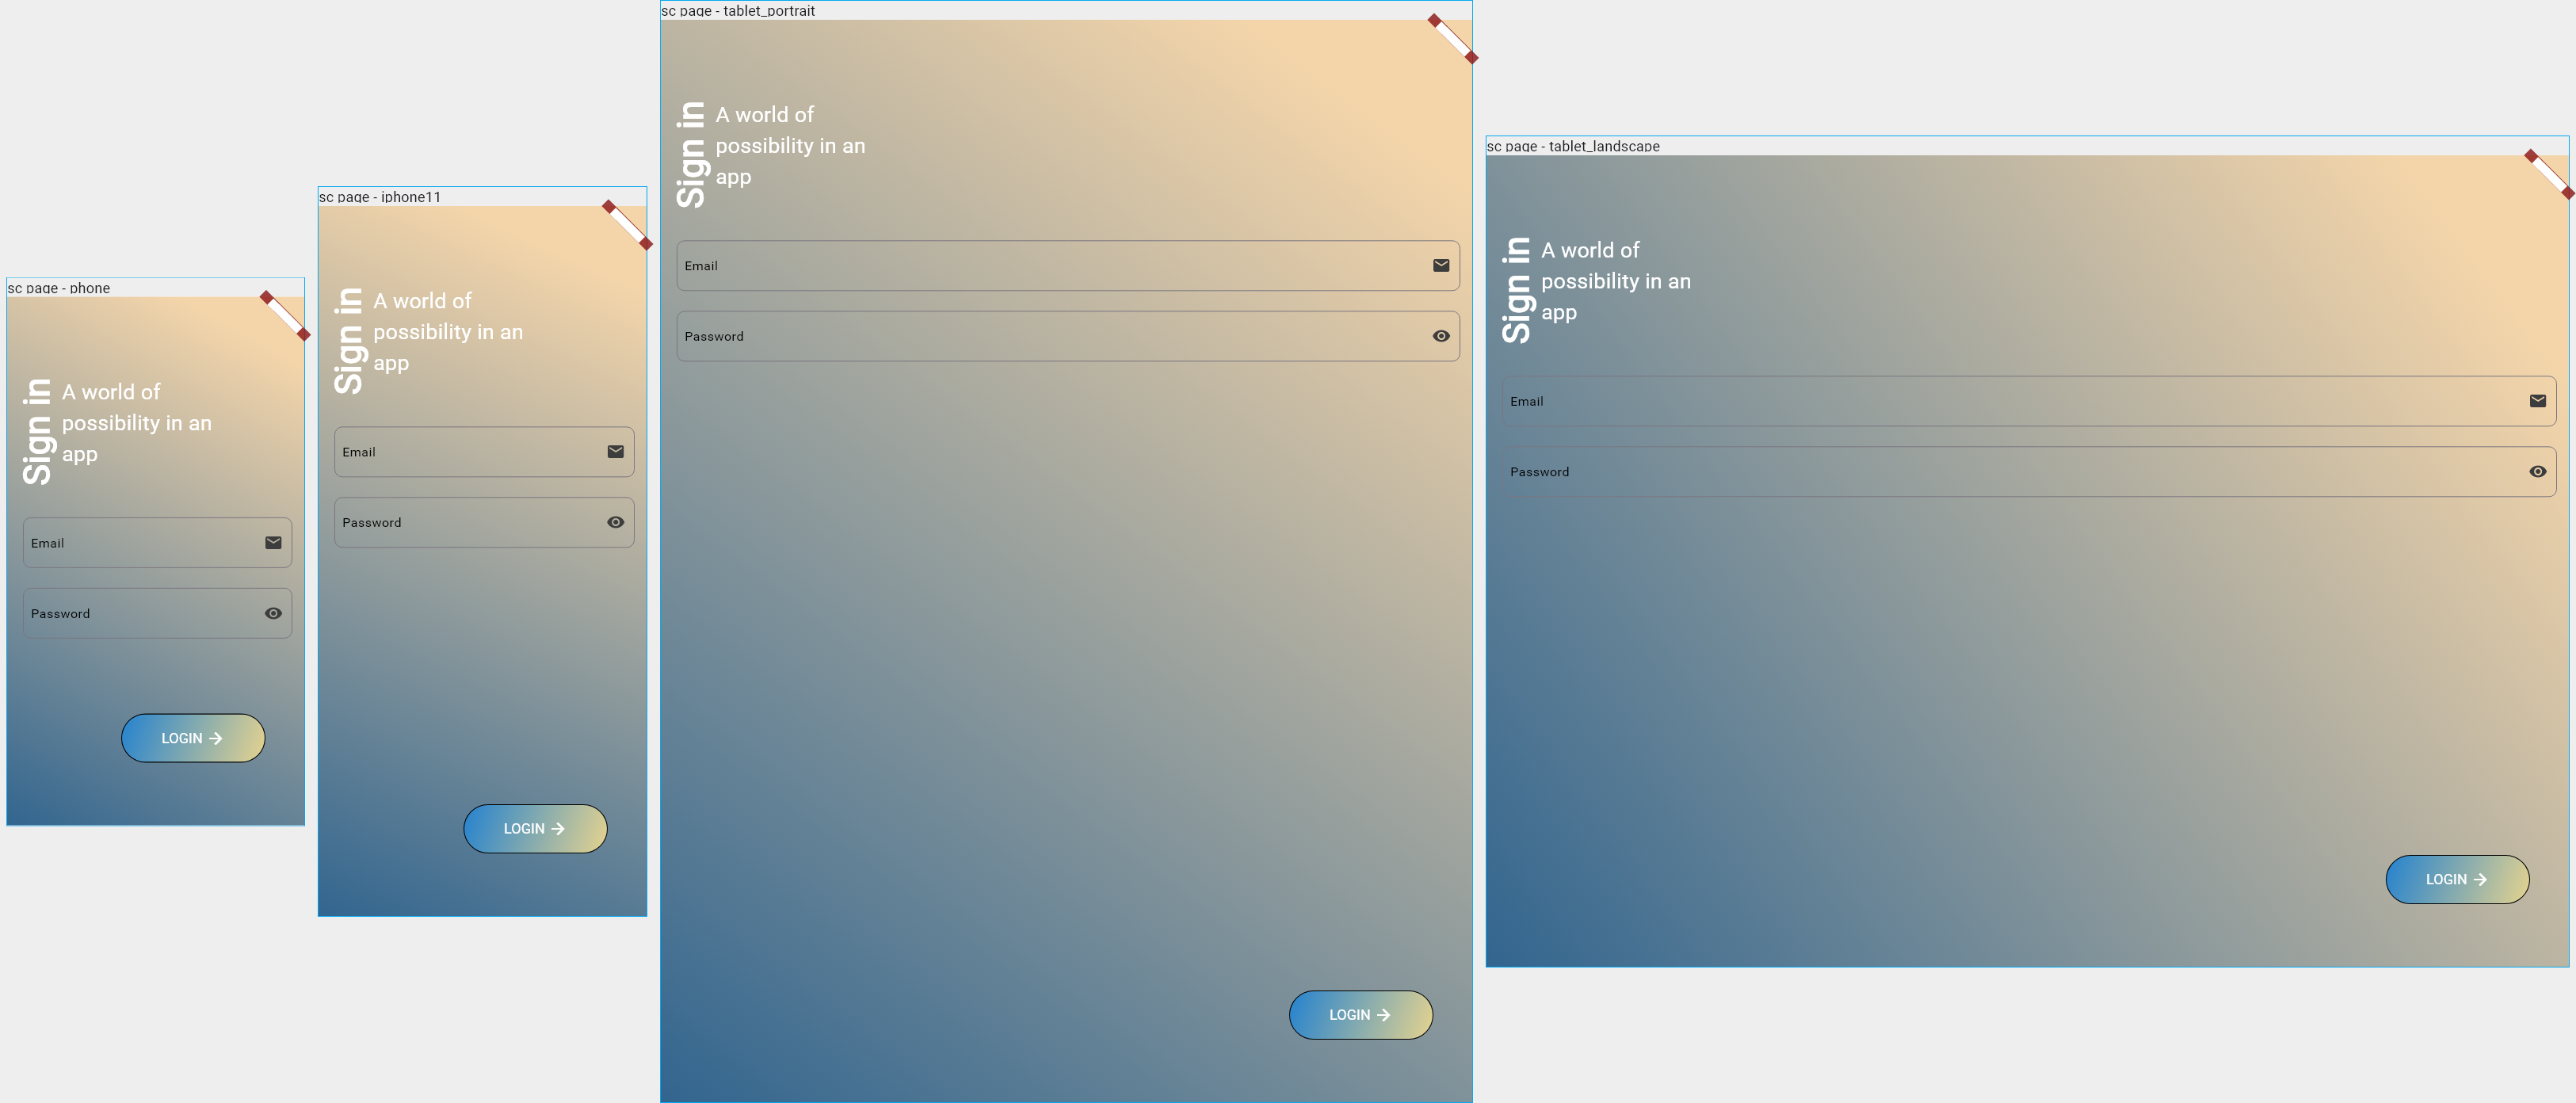 sc page - phone
Sign in
A world of
possibility in an
app
Email
Password
LOGIN
sc page - iphone11
Sign in
A world of
possibility in an
app
Email
Password
LOGIN
sc page - tablet_portrait
Sign in
A world of
possibility in an
app
Email
Password
LOGIN
sc page - tablet_landscape
Sign in
A world of
possibility in an
app
Email
Password
LOGIN